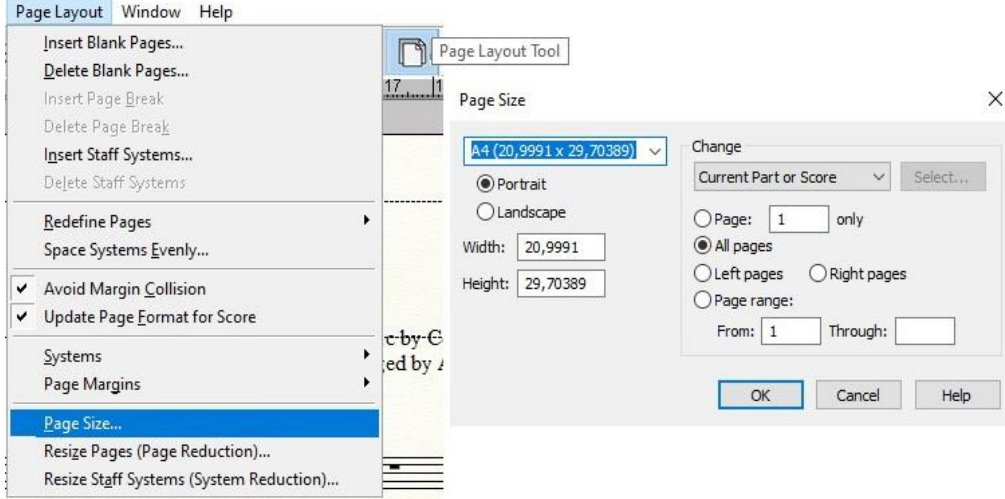 Page Layout Window Help
Insert Blank Pages...
Delete Blank Pages...
Insert Page Break
Delete Page Break
Insert Staff Systems...
Delete Staff Systems
Redefine Pages
Space Systems Evenly...
Avoid Margin Collision
Update Page Format for Score
Systems
Page Margins
Page Size...
Resize Pages (Page Reduction)...
Resize Staff Systems (System Reduction)...
Page Layout Tool
17
by
ed by
Page Size
A4 (20,9991 x 29,70389)
Portrait
Landscape
Width: 20,9991
Height: 29,70389
Change
Current Part or Score Select...
Page: 1 only
All pages
Left pages Right pages
Page range:
From: 1 Through:
OK Cancel Help